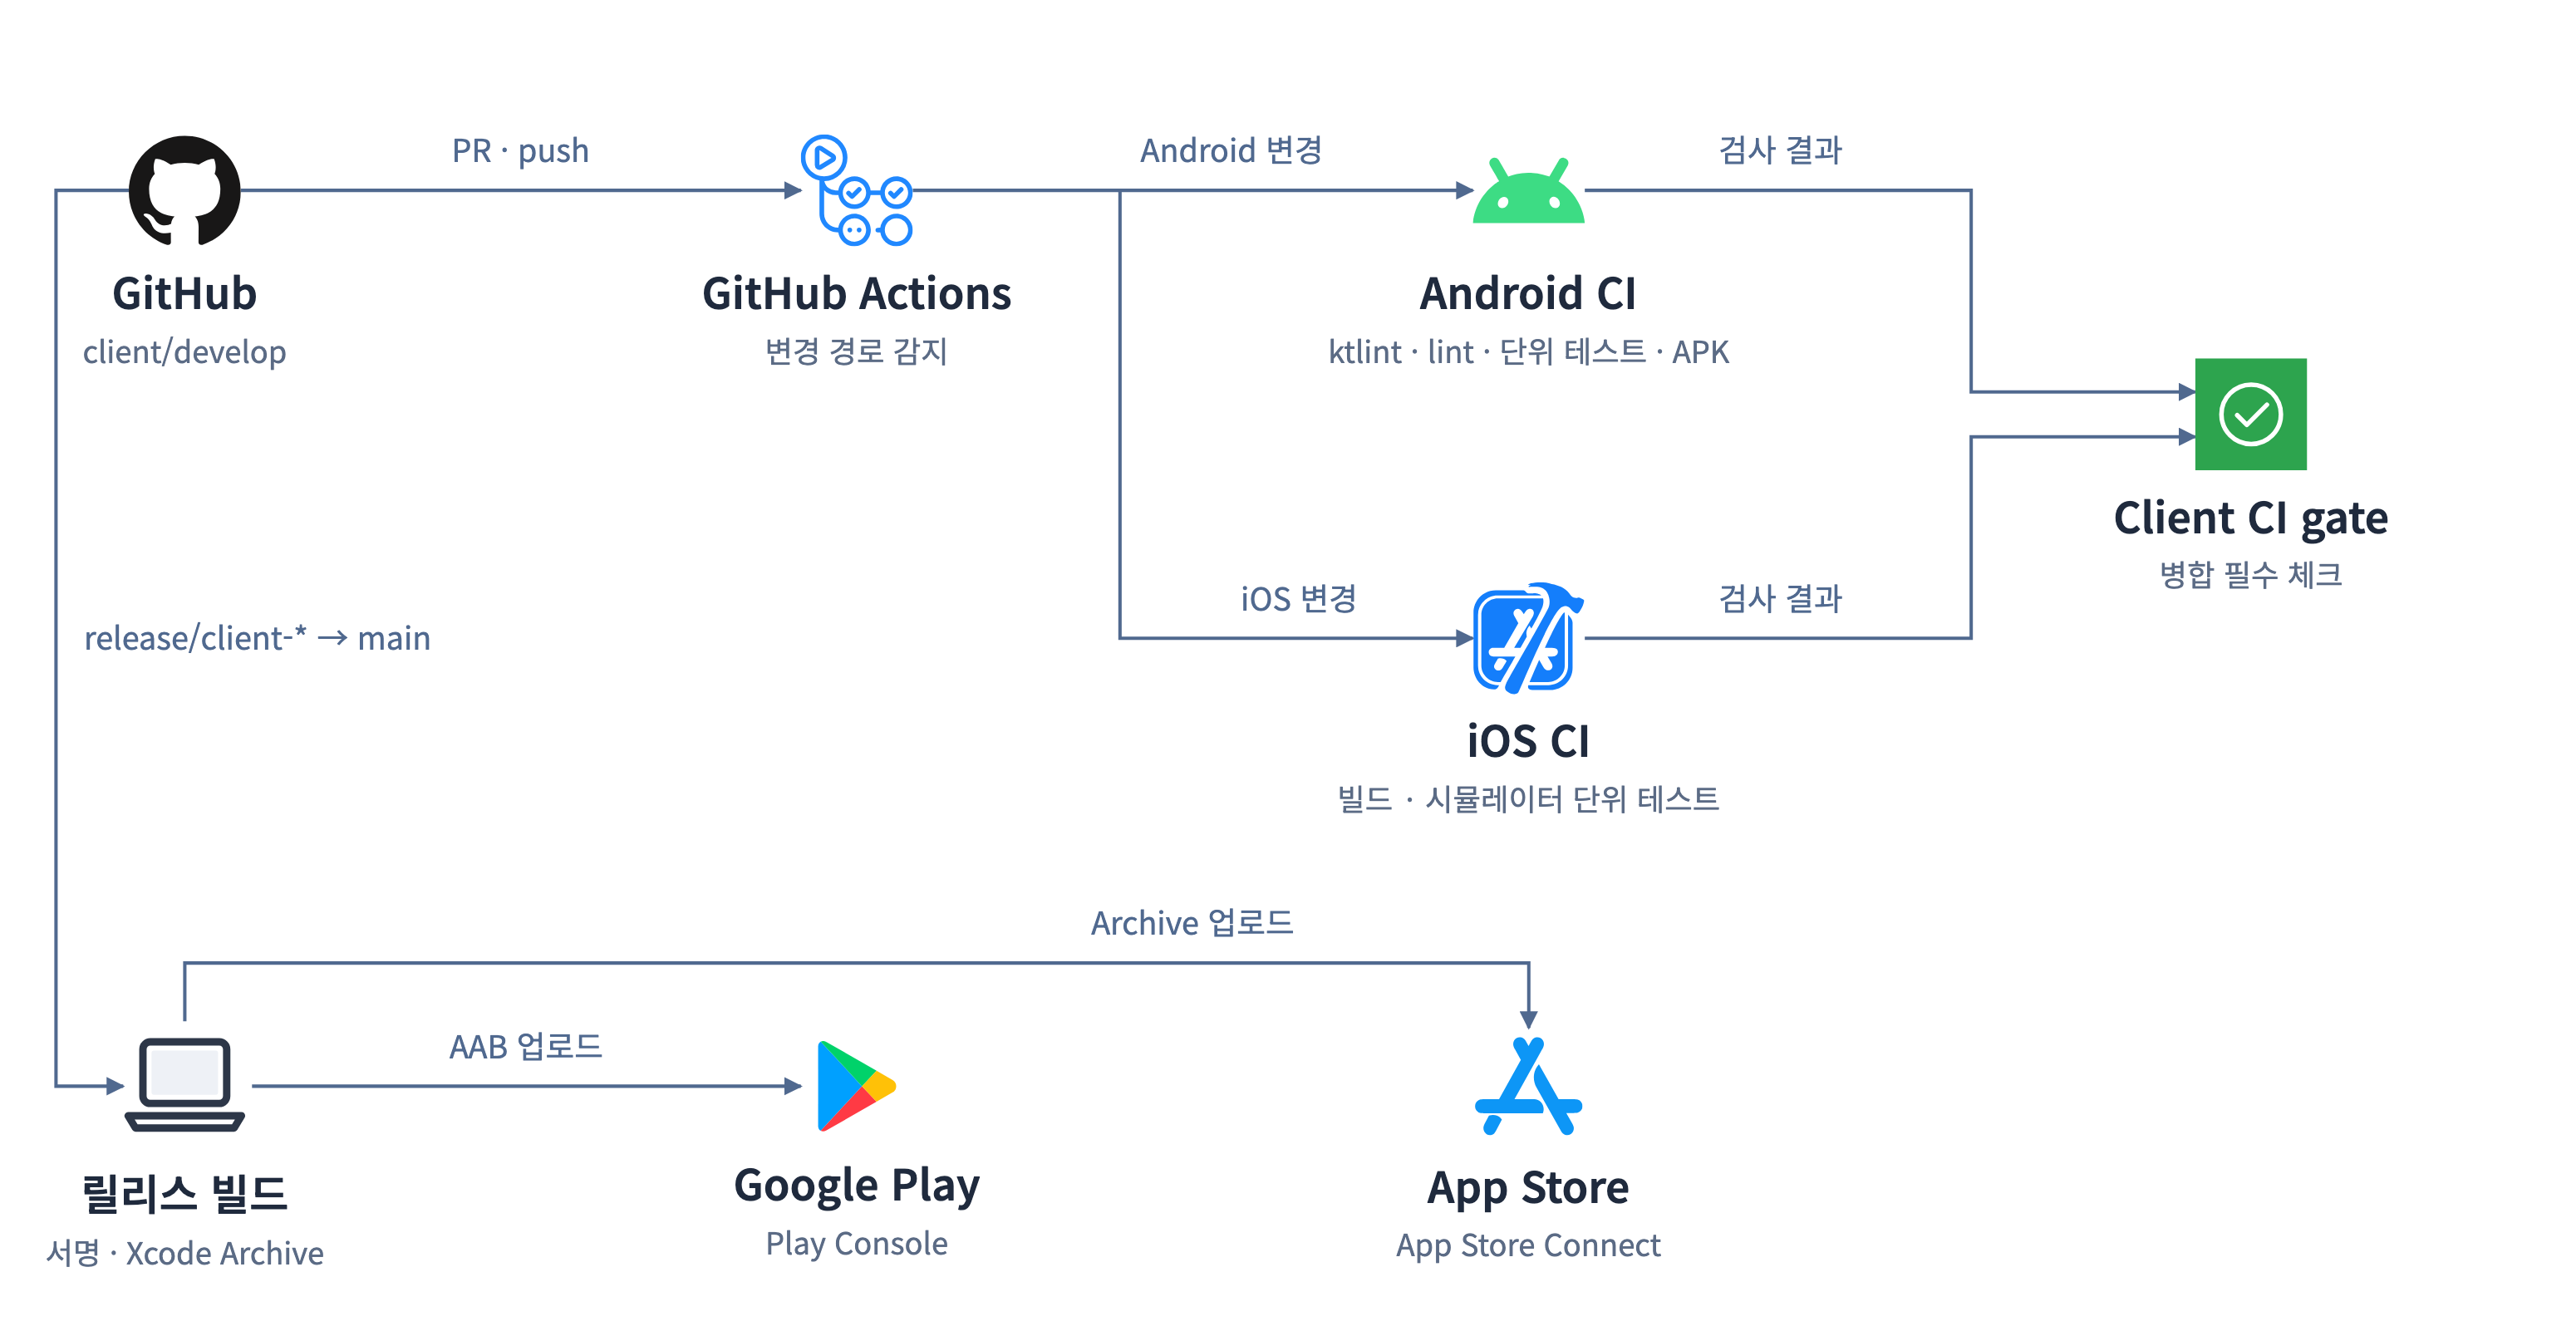 PR · push
Android 변경
검사 결과
GitHub
client/develop
GitHub Actions
변경 경로 감지
Android CI
ktlint · lint · 단위 테스트 · APK
Client CI gate
병합 필수 체크
iOS 변경
검사 결과
release/client-* → main
iOS CI
빌드 · 시뮬레이터 단위 테스트
Archive 업로드
AAB 업로드
릴리스 빌드
서명 · Xcode Archive
Google Play
Play Console
App Store
App Store Connect